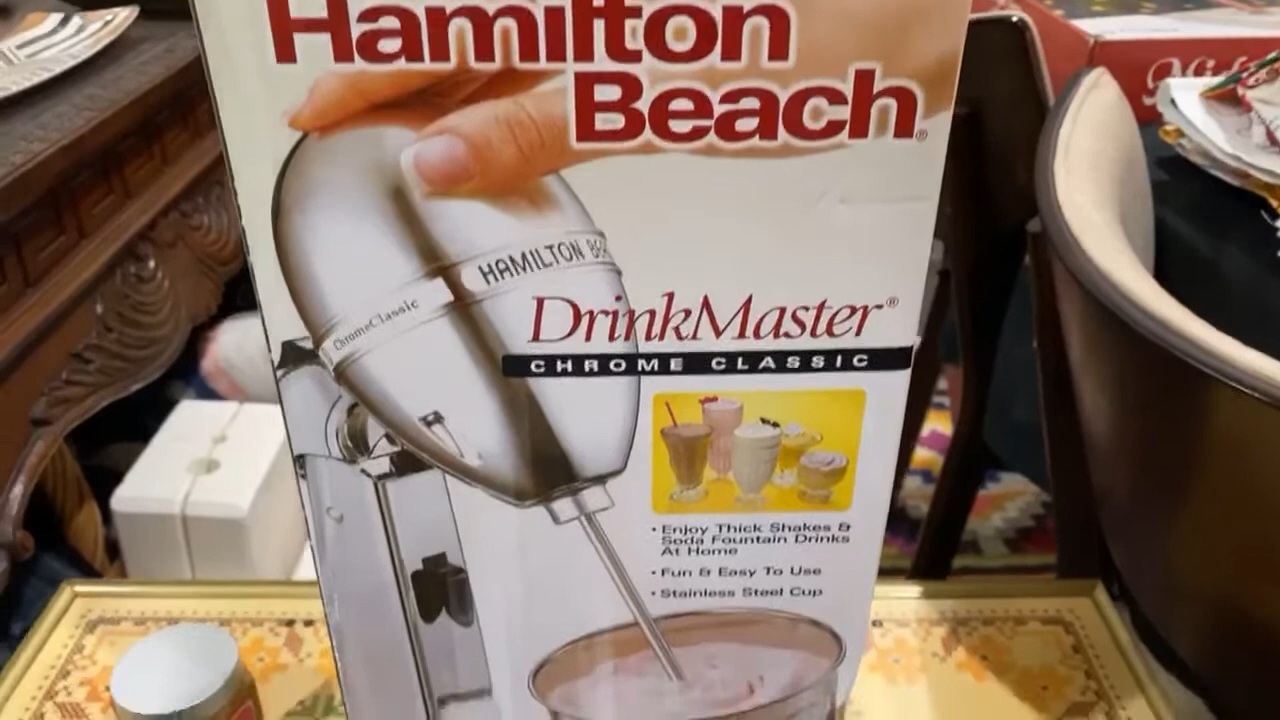 Hamilton
Beach®
HAMILTON
ChromeClassic
DrinkMaster®
CHROME CLASSIC
• Enjoy Thick Shakes &
Soda Fountain Drinks
At Home
• Fun & Easy To Use
• Stainless Steel Cup